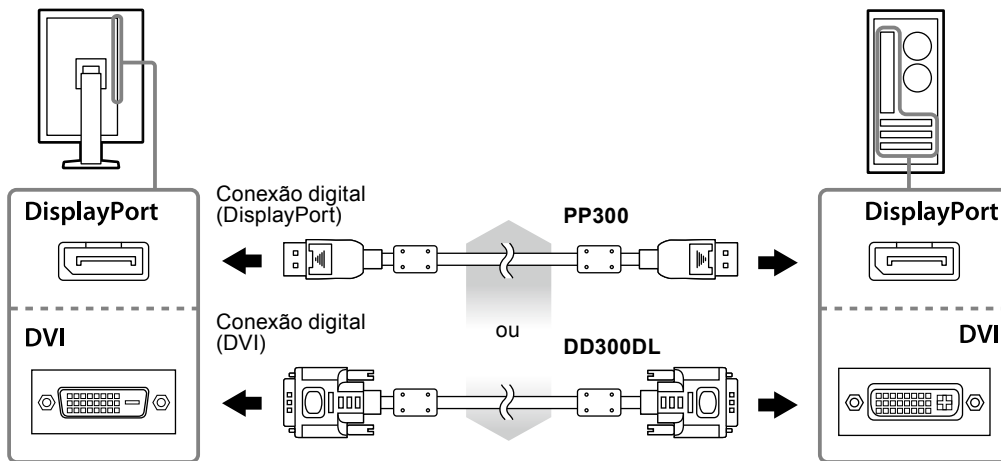 DisplayPort
DVI
Conexão digital
(DisplayPort)
PP300
ou
Conexão digital
(DVI)
DD300DL
DisplayPort
DVI